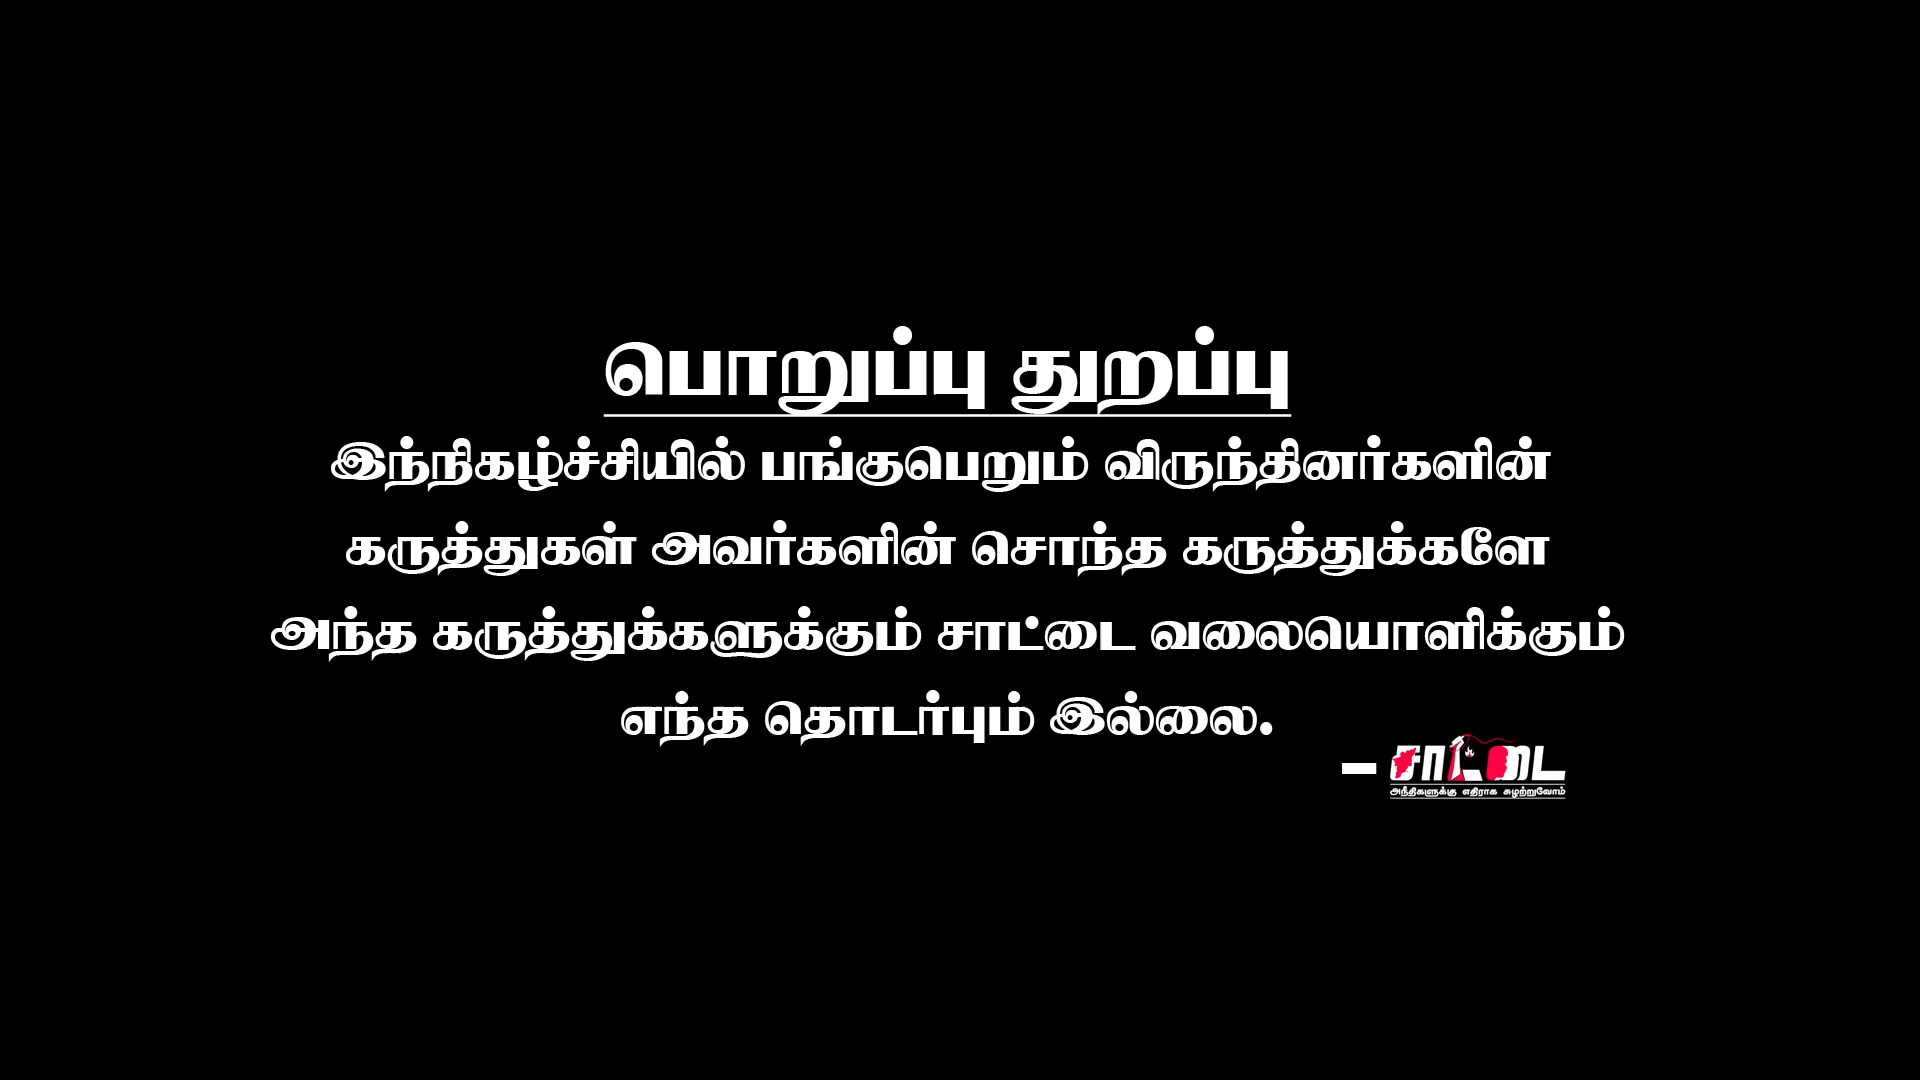 பொறுப்பு துறப்பு
இந்நிகழ்ச்சியில் பங்குபெறும் விருந்தினர்களின்
கருத்துகள் அவர்களின் சொந்த கருத்துக்களே
அந்த கருத்துக்களுக்கும் சாட்டை வலையொளிக்கும்
எந்த தொடர்பும் இல்லை.
– சாட்டை
அநீதிகளுக்கு எதிராக சுழற்றுவோம்